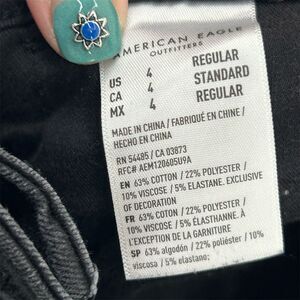 AMERICAN EAGLE
OUTFITTERS
US 4 REGULAR
CA 4 STANDARD
MX 4 REGULAR
MADE IN CHINA / FABRIQUÉ EN CHINE /
HECHO EN CHINA
RN 54485 / CA 03873
RFC# AEM120605U9A
EN 63% COTTON / 22% POLYESTER /
10% VISCOSE / 5% ELASTANE. EXCLUSIVE
OF DECORATION
FR 63% COTON / 22% POLYESTER /
10% VISCOSE / 5% ÉLASTHANNE. À
L'EXCEPTION DE LA GARNITURE
SP 63% algodón / 22% poliéster / 10%
viscosa / 5% elastano.